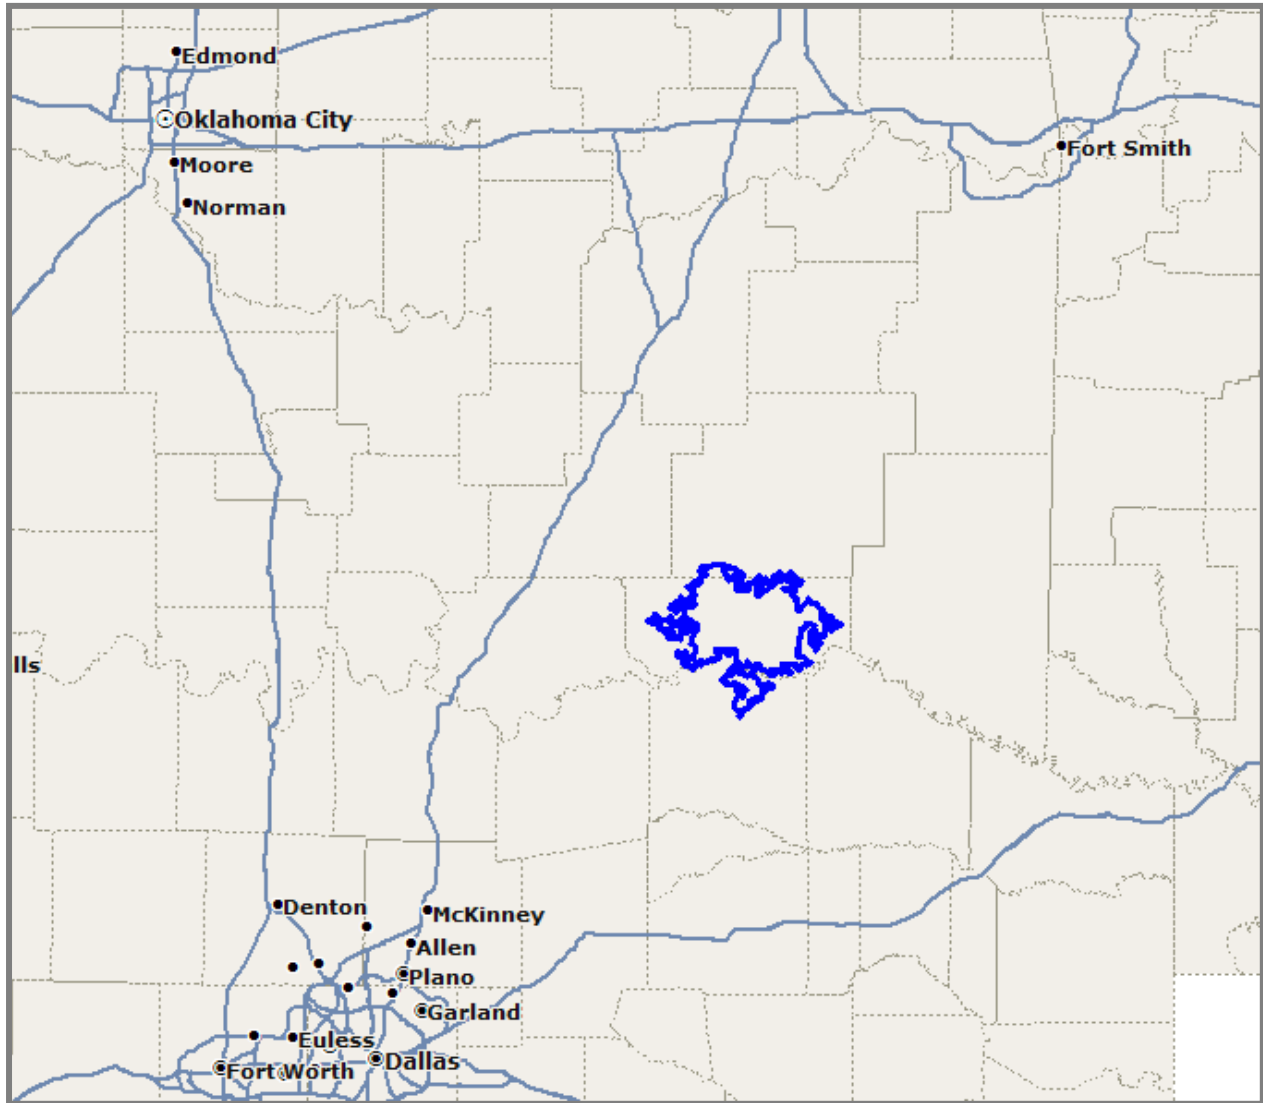 Edmond
Oklahoma City
Fort Smith
Moore
Norman
lls
Denton
McKinney
Allen
Plano
Garland
Euless
Dallas
Fort Worth